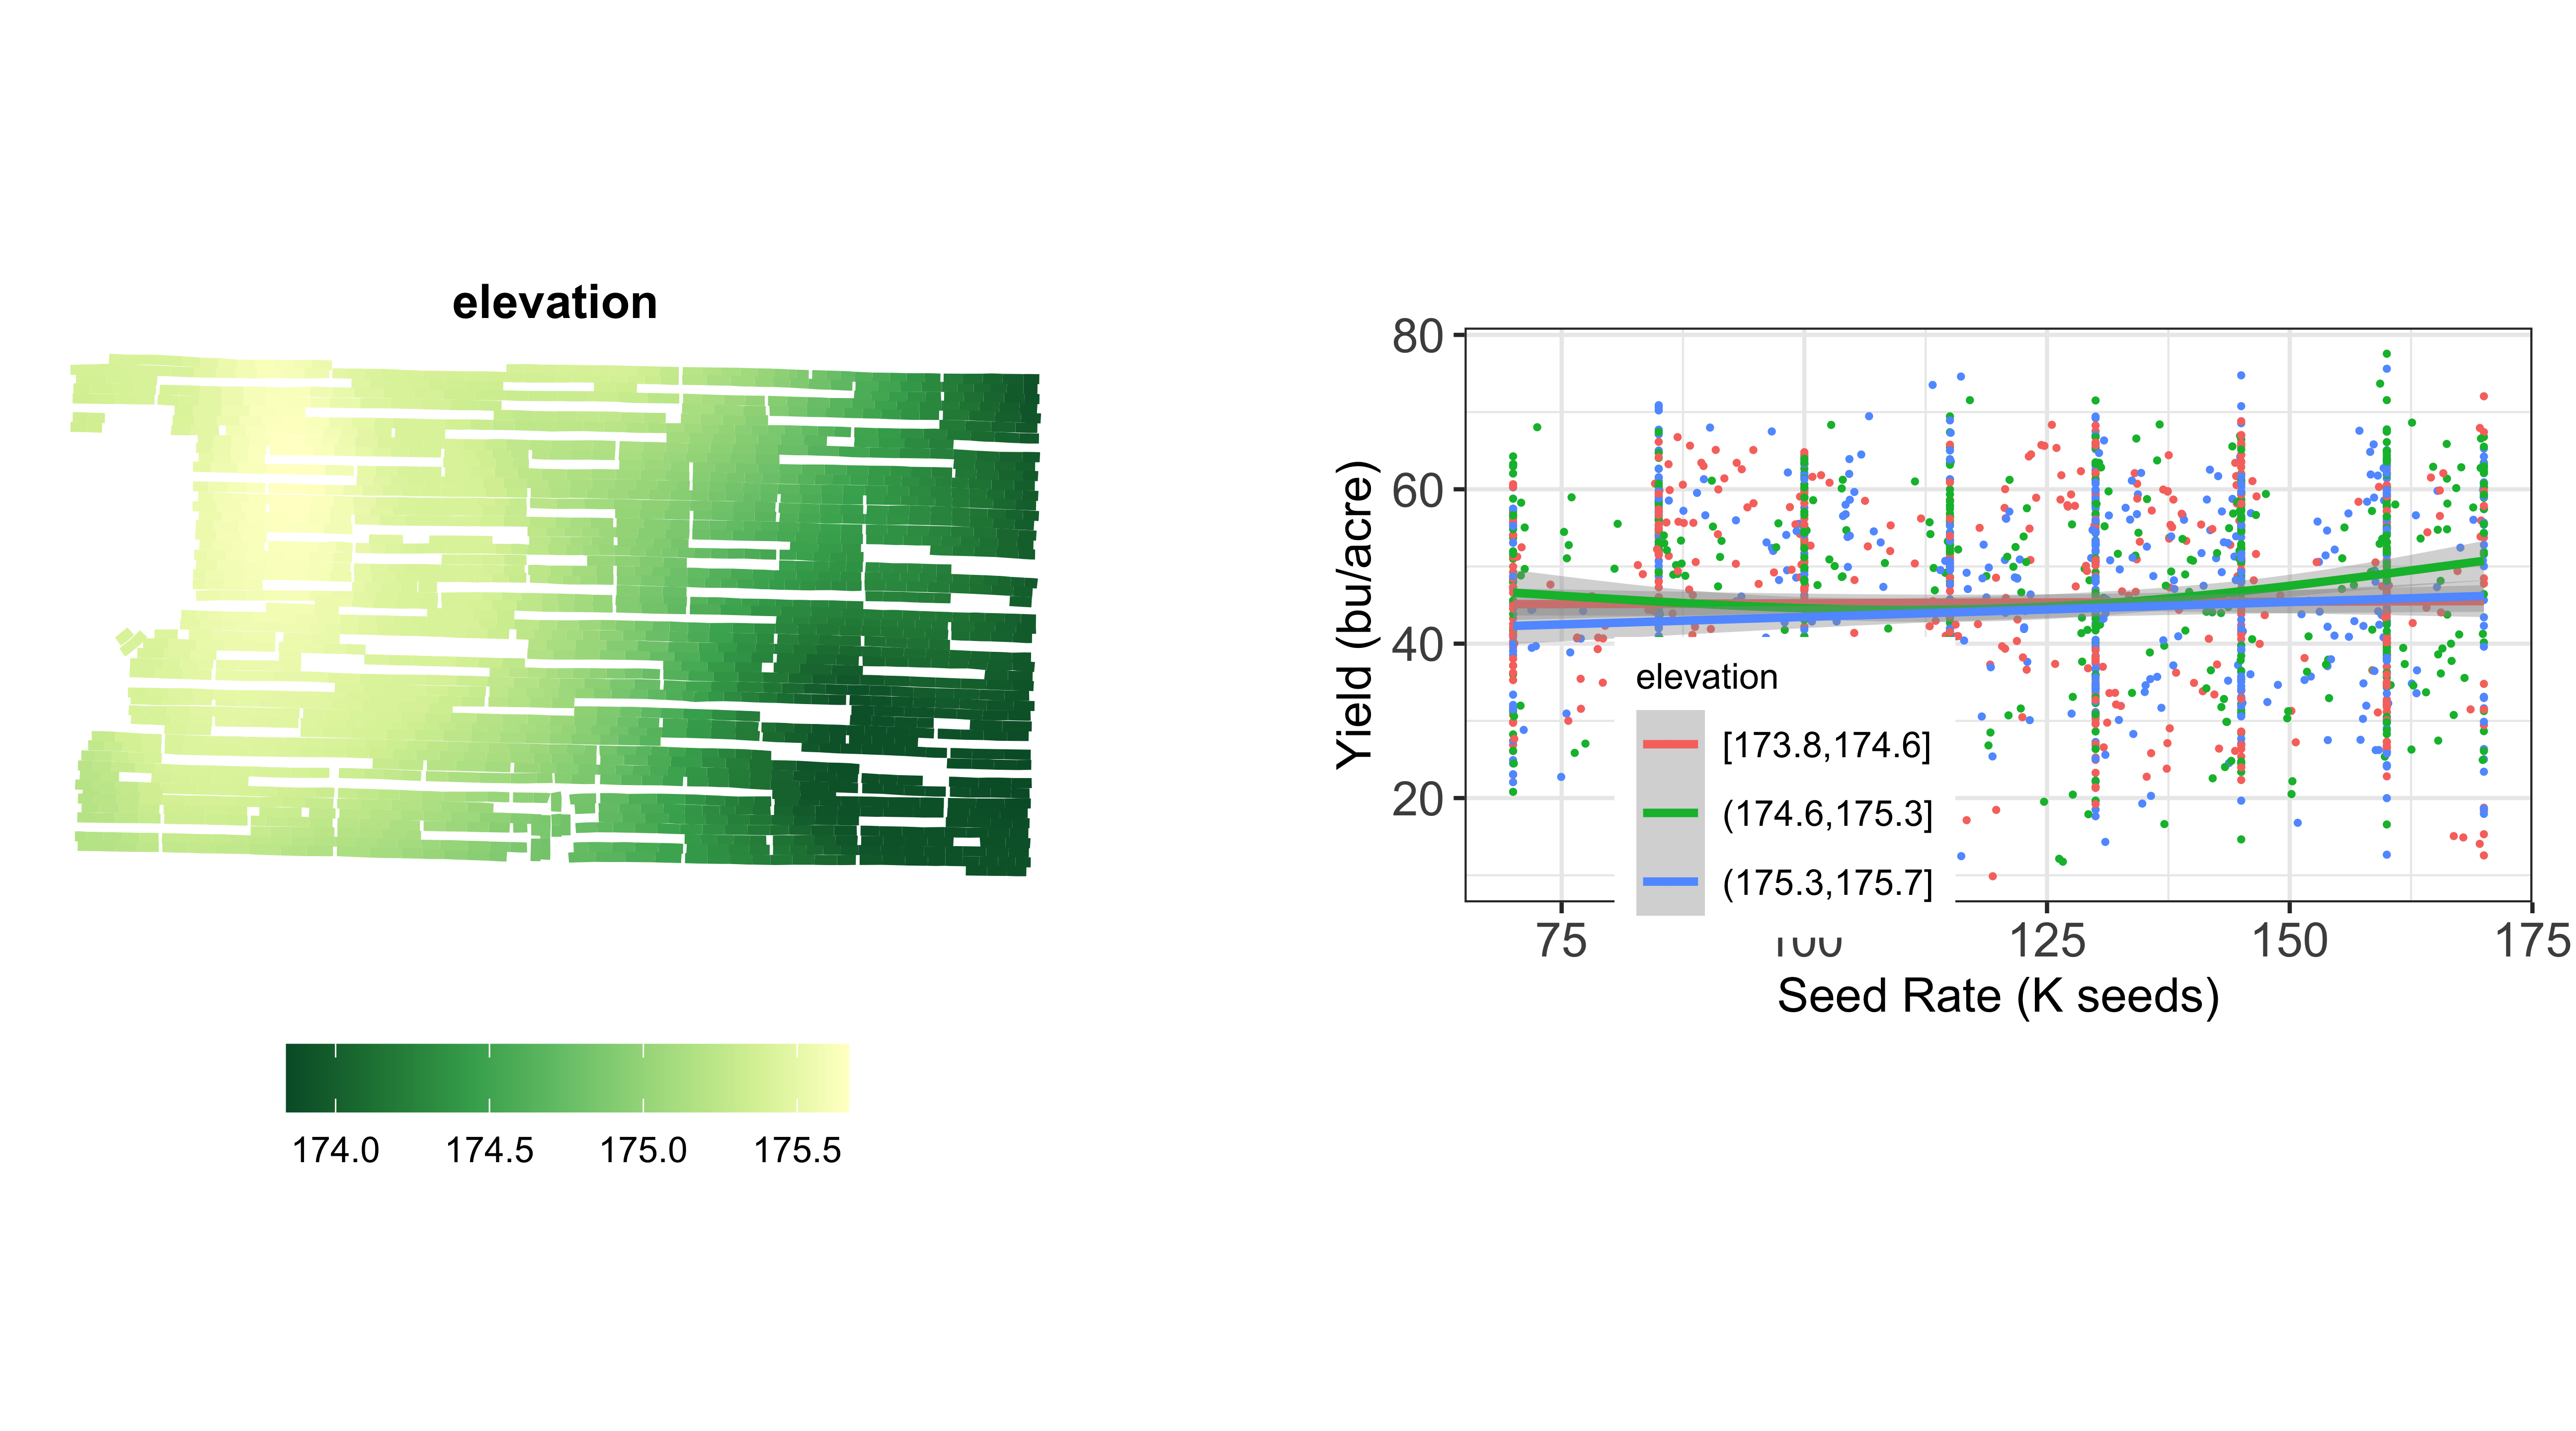 elevation
174.0 174.5 175.0 175.5
80
60
40
20
Yield (bu/acre)
elevation
[173.8,174.6]
(174.6,175.3]
(175.3,175.7]
75 100 125 150 175
Seed Rate (K seeds)